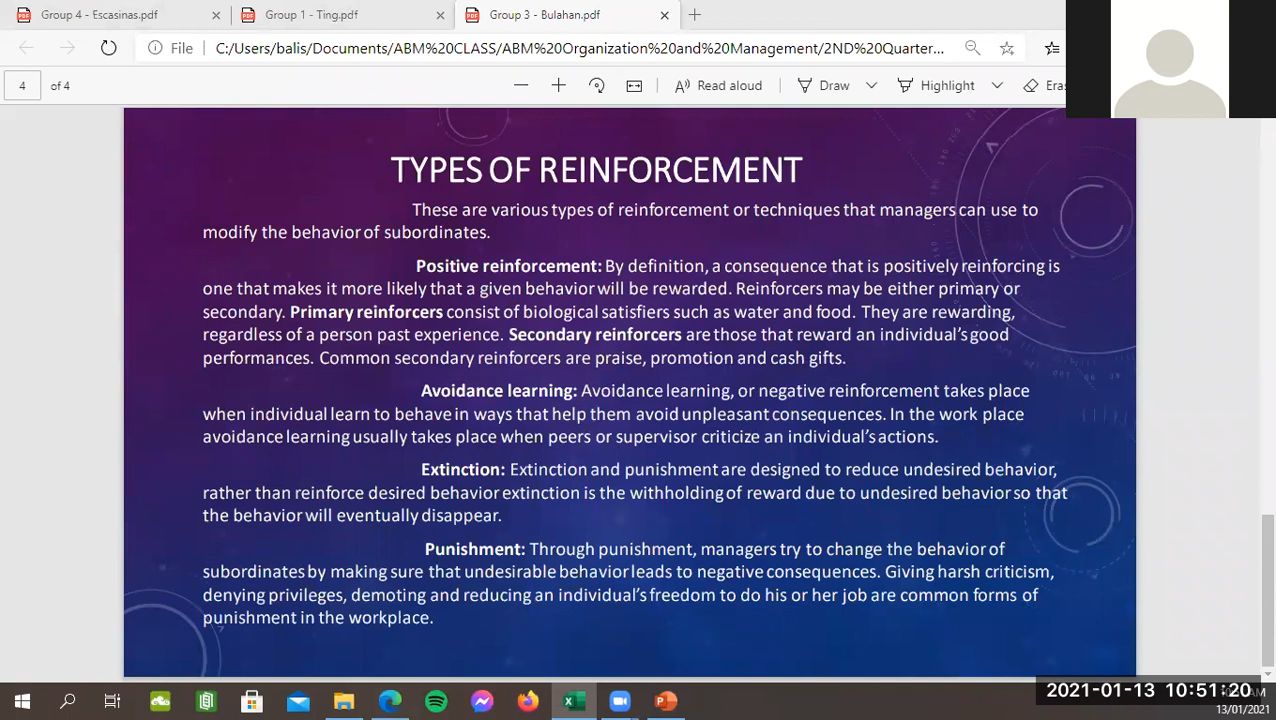 Group 4 - Escasinas.pdf
Group 1 - Ting.pdf
Group 3 - Bulahan.pdf
File
C:/Users/balis/Documents/ABM%20CLASS/ABM%20Organization%20and%20Management/2ND%20Quarter...
4 of 4
Read aloud
Draw
Highlight
TYPES OF REINFORCEMENT
These are various types of reinforcement or techniques that managers can use to
modify the behavior of subordinates.
Positive reinforcement: By definition, a consequence that is positively reinforcing is
one that makes it more likely that a given behavior will be rewarded. Reinforcers may be either primary or
secondary. Primary reinforcers consist of biological satisfiers such as water and food. They are rewarding,
regardless of a person past experience. Secondary reinforcers are those that reward an individual's good
performances. Common secondary reinforcers are praise, promotion and cash gifts.
Avoidance learning: Avoidance learning, or negative reinforcement takes place
when individual learn to behave in ways that help them avoid unpleasant consequences. In the work place
avoidance learning usually takes place when peers or supervisor criticize an individual's actions.
Extinction: Extinction and punishment are designed to reduce undesired behavior,
rather than reinforce desired behavior extinction is the withholding of reward due to undesired behavior so that
the behavior will eventually disappear.
Punishment: Through punishment, managers try to change the behavior of
subordinates by making sure that undesirable behavior leads to negative consequences. Giving harsh criticism,
denying privileges, demoting and reducing an individual's freedom to do his or her job are common forms of
punishment in the workplace.
2021-01-13 10:51:20
13/01/2021